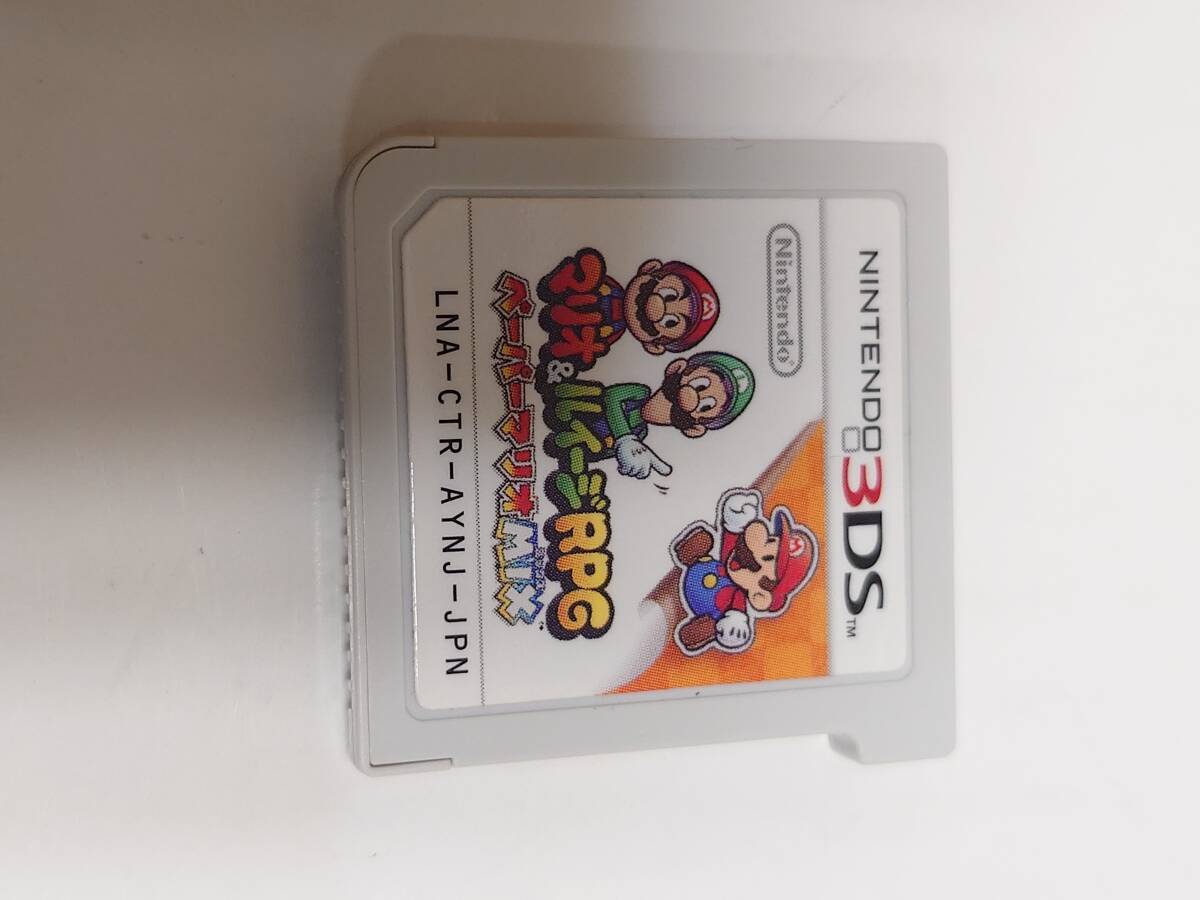 NINTENDO 3DS™
Nintendo®
マリオ&ルイージRPG
ペーパーマリオMIX
LNA-CTR-AYNJ-JPN